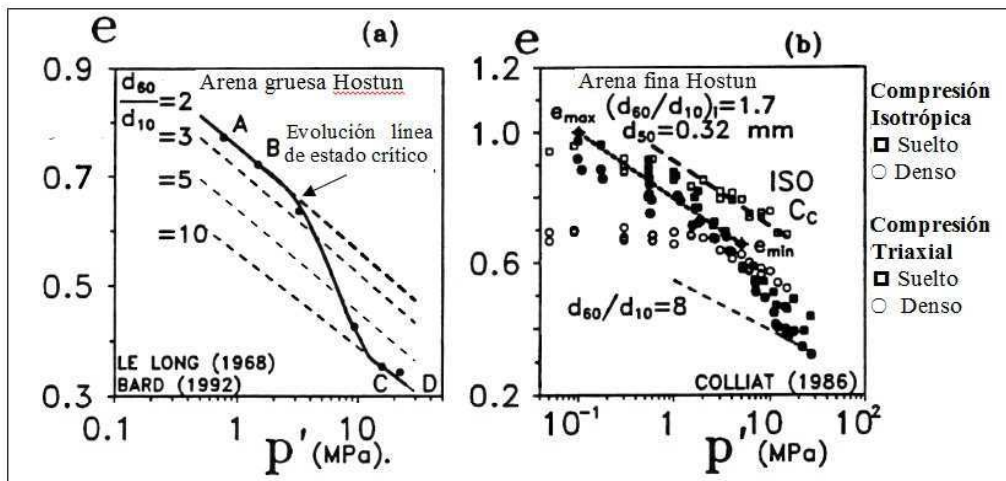 e
(a)
0.9
0.7
0.5
0.3
Arena gruesa Hostun
d60
d10
=2
=3
=5
=10
A
B
Evolución línea
de estado crítico
LE LONG (1968)
BARD (1992)
C
D
0.1
1
10
p' (MPa).
e
(b)
1.2
1.0
0.6
0.2
Arena fina Hostun
emax
(d60/d10)i=1.7
d50=0.32 mm
ISO
Cc
emin
d60/d10=8
COLLIAT (1986)
10-1
100
10
102
p' (MPa)
Compresión
Isotrópica
Suelto
Denso
Compresión
Triaxial
Suelto
Denso